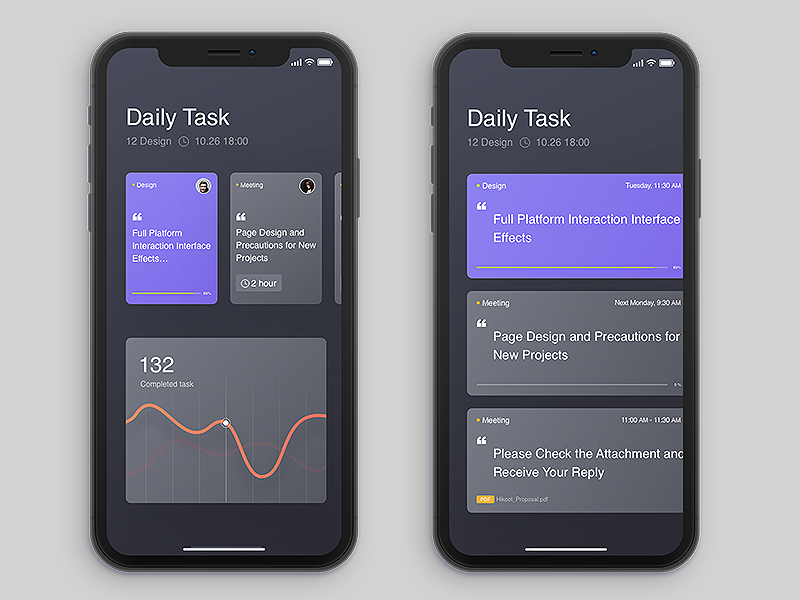 Daily Task
12 Design 10.26 18:00
Design
“
Full Platform
Interaction Interface
Effects...
Meeting
“
Page Design and
Precautions for New
Projects
2 hour
132
Completed task
Daily Task
12 Design 10.26 18:00
Design Tuesday, 11:30 AM
“
Full Platform Interaction Interface
Effects
Meeting Next Monday, 9:30 AM
“
Page Design and Precautions for
New Projects
0 %
Meeting 11:00 AM - 11:30 AM
“
Please Check the Attachment and
Receive Your Reply
PDF Hikoot_Proposal.pdf